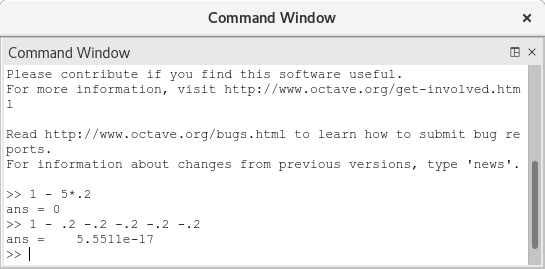 Command Window
Command Window
Please contribute if you find this software useful.
For more information, visit http://www.octave.org/get-involved.htm
l
Read http://www.octave.org/bugs.html to learn how to submit bug re
ports.
For information about changes from previous versions, type 'news'.
>> 1 - 5*.2
ans = 0
>> 1 - .2 -.2 -.2 -.2 -.2
ans =    5.5511e-17
>>